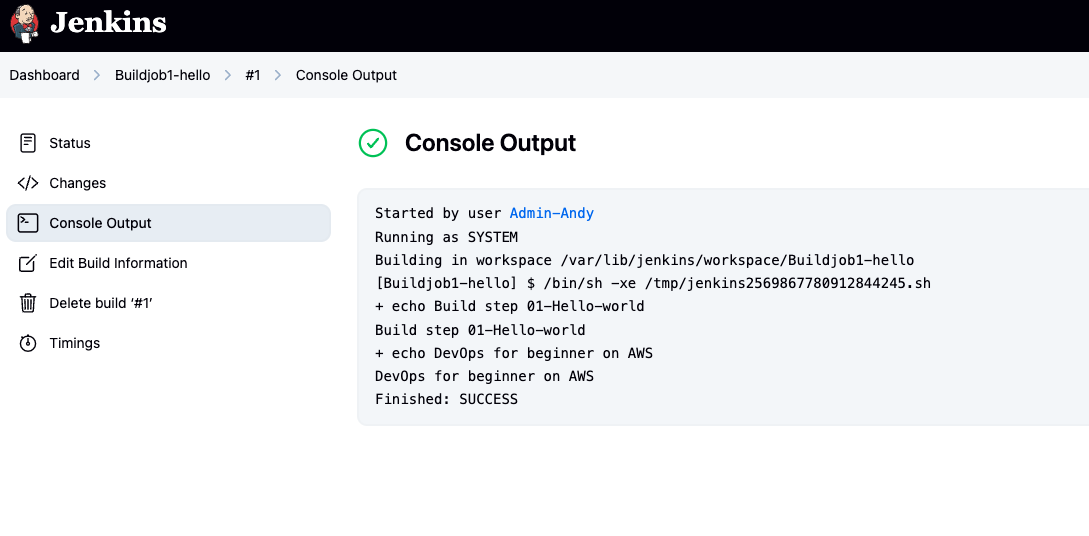 Jenkins
Dashboard > Buildjob1-hello > #1 > Console Output
Status
Changes
Console Output
Edit Build Information
Delete build ‘#1’
Timings
Console Output
Started by user Admin-Andy
Running as SYSTEM
Building in workspace /var/lib/jenkins/workspace/Buildjob1-hello
[Buildjob1-hello] $ /bin/sh -xe /tmp/jenkins2569867780912844245.sh
+ echo Build step 01-Hello-world
Build step 01-Hello-world
+ echo DevOps for beginner on AWS
DevOps for beginner on AWS
Finished: SUCCESS